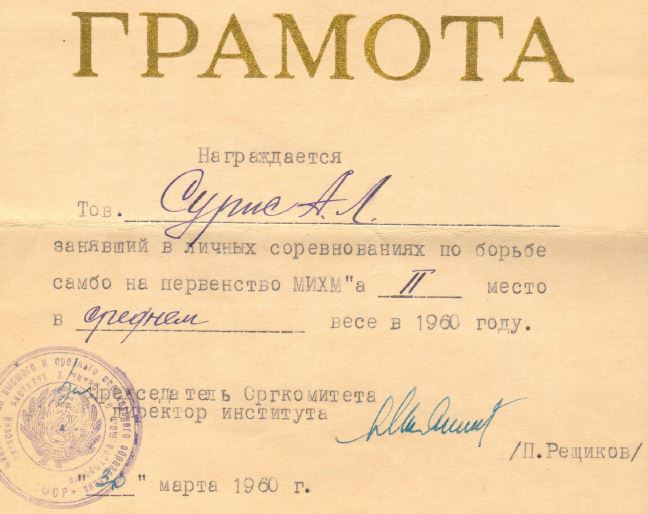 ГРАМОТА
Награждается
Тов. Сурис А.Л.
занявший в личных соревнованиях по борьбе
самбо на первенство МИХМ"а II место
в среднем весе в 1960 году.
Председатель Оргкомитета
директор института
/П.Рещиков/
"30" марта 1960 г.